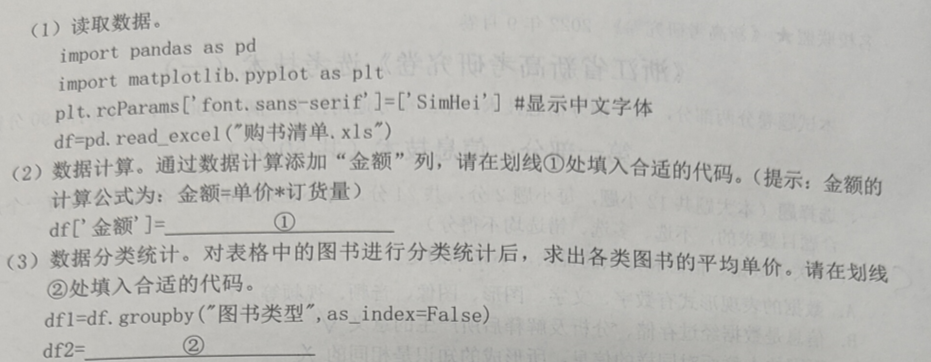 （1）读取数据。
import pandas as pd
import matplotlib.pyplot as plt
plt.rcParams['font.sans-serif']=['SimHei'] #显示中文字体
df=pd.read_excel("购书清单.xls")
（2）数据计算。通过数据计算添加“金额”列，请在划线①处填入合适的代码。（提示：金额的
计算公式为：金额=单价*订货量）
df['金额']=____①____
（3）数据分类统计。对表格中的图书进行分类统计后，求出各类图书的平均单价。请在划线
②处填入合适的代码。
df1=df.groupby("图书类型",as_index=False)
df2=____②____